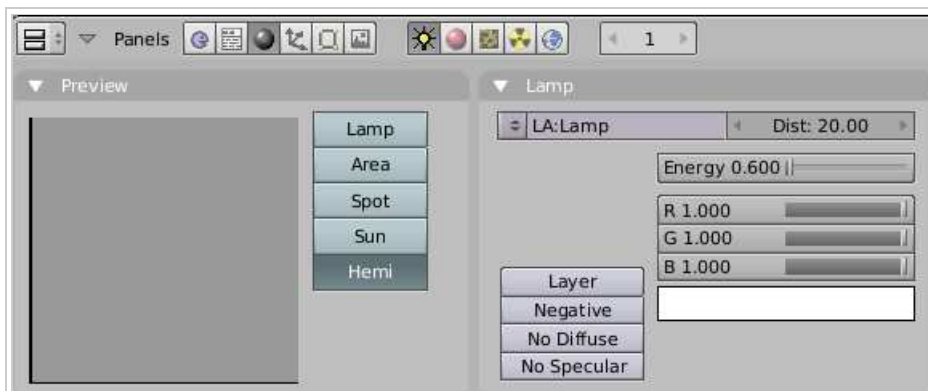 Panels 1
Preview
Lamp
Area
Spot
Sun
Hemi
Lamp
LA:Lamp Dist: 20.00
Energy 0.600
R 1.000
G 1.000
B 1.000
Layer
Negative
No Diffuse
No Specular